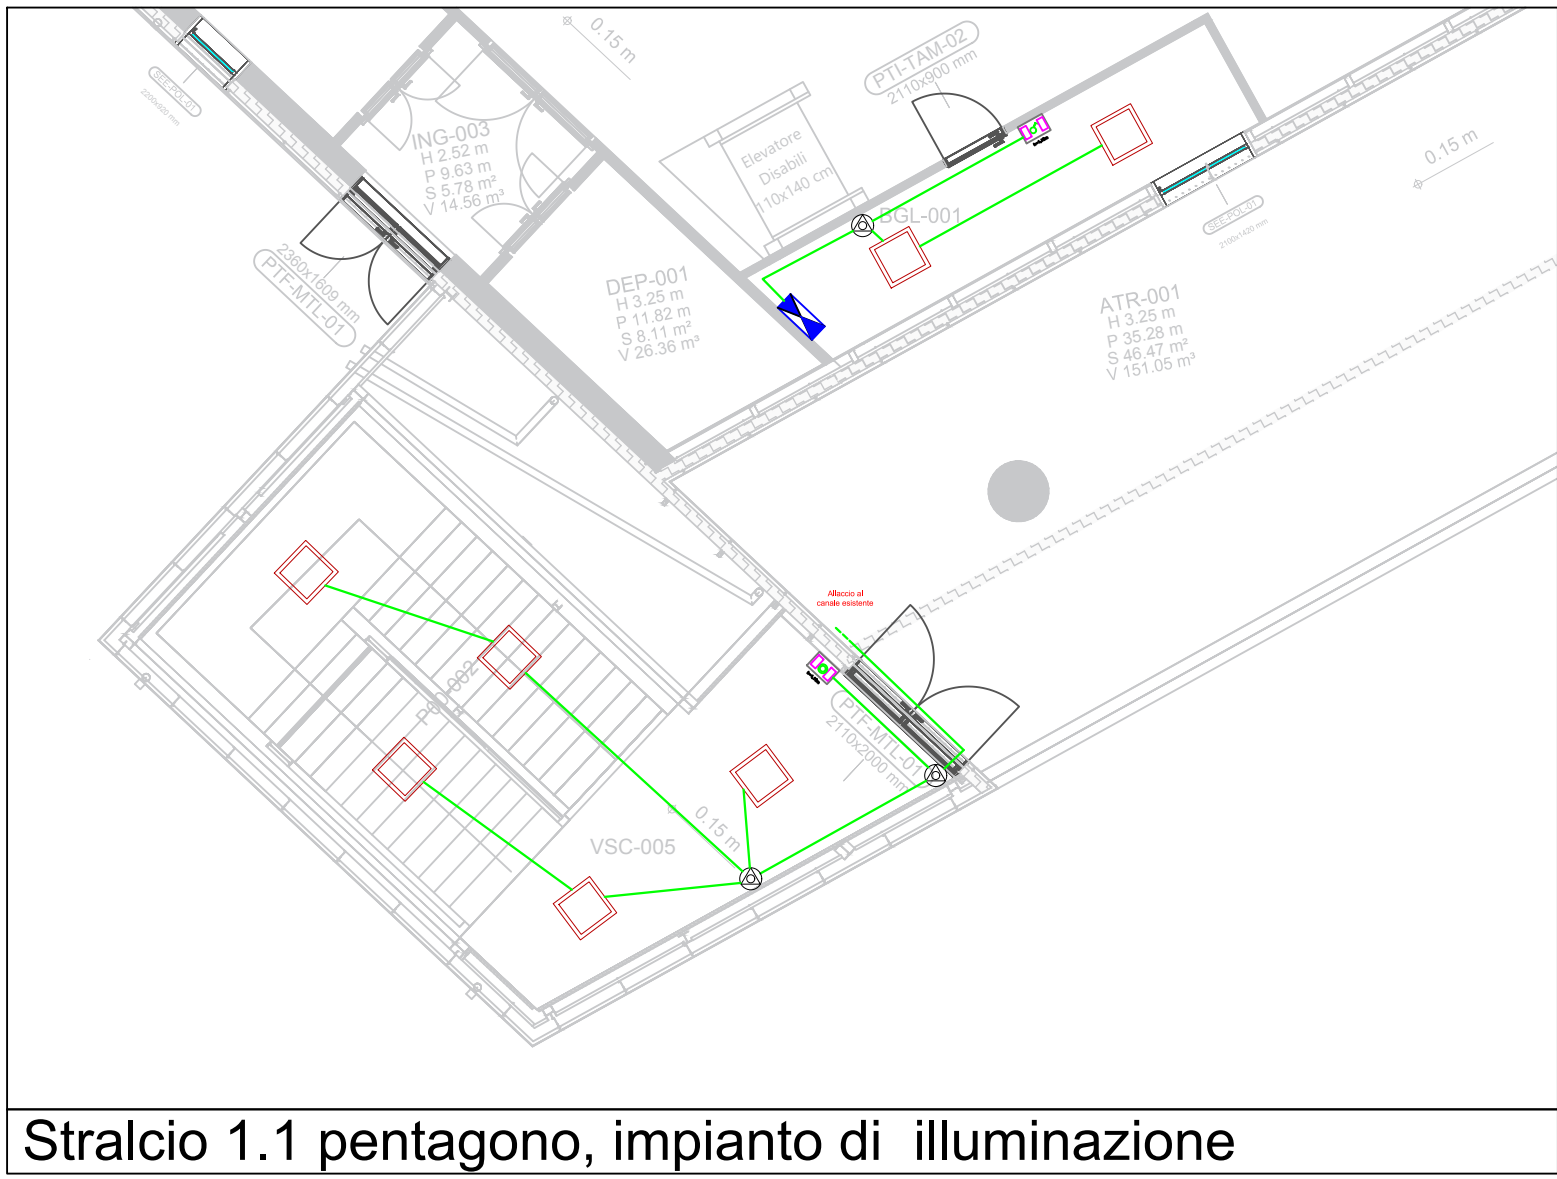 0.15 m
PTI-TAM-02
2110x900 mm
SEE-POL-01
2200x920 mm
ING-003
H 2.52 m
P 9.63 m
S 5.78 m²
V 14.56 m³
Elevatore
Disabili
110x140 cm
0.15 m
BGL-001
SEE-POL-01
2100x1420 mm
2360x1609 mm
PTF-MTL-01
DEP-001
H 3.25 m
P 11.82 m
S 8.11 m²
V 26.36 m³
ATR-001
H 3.25 m
P 35.28 m
S 46.47 m²
V 151.05 m³
Allaccio al
canale esistente
PTF-MTL-01
2110x2000 mm
0.15 m
VSC-005
Stralcio 1.1 pentagono, impianto di illuminazione